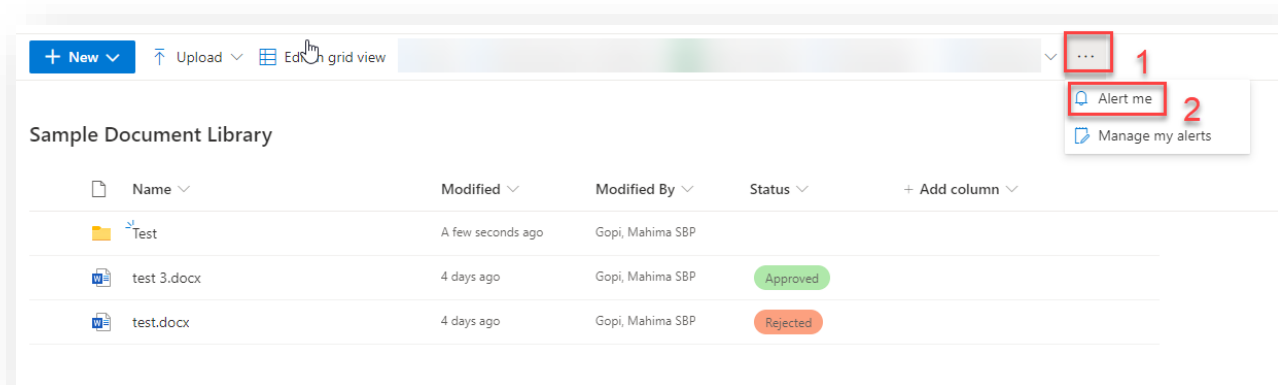 New Upload Edit in grid view ... 1
Alert me 2
Manage my alerts
Sample Document Library
Name Modified Modified By Status + Add column
Test A few seconds ago Gopi, Mahima SBP
test 3.docx 4 days ago Gopi, Mahima SBP Approved
test.docx 4 days ago Gopi, Mahima SBP Rejected